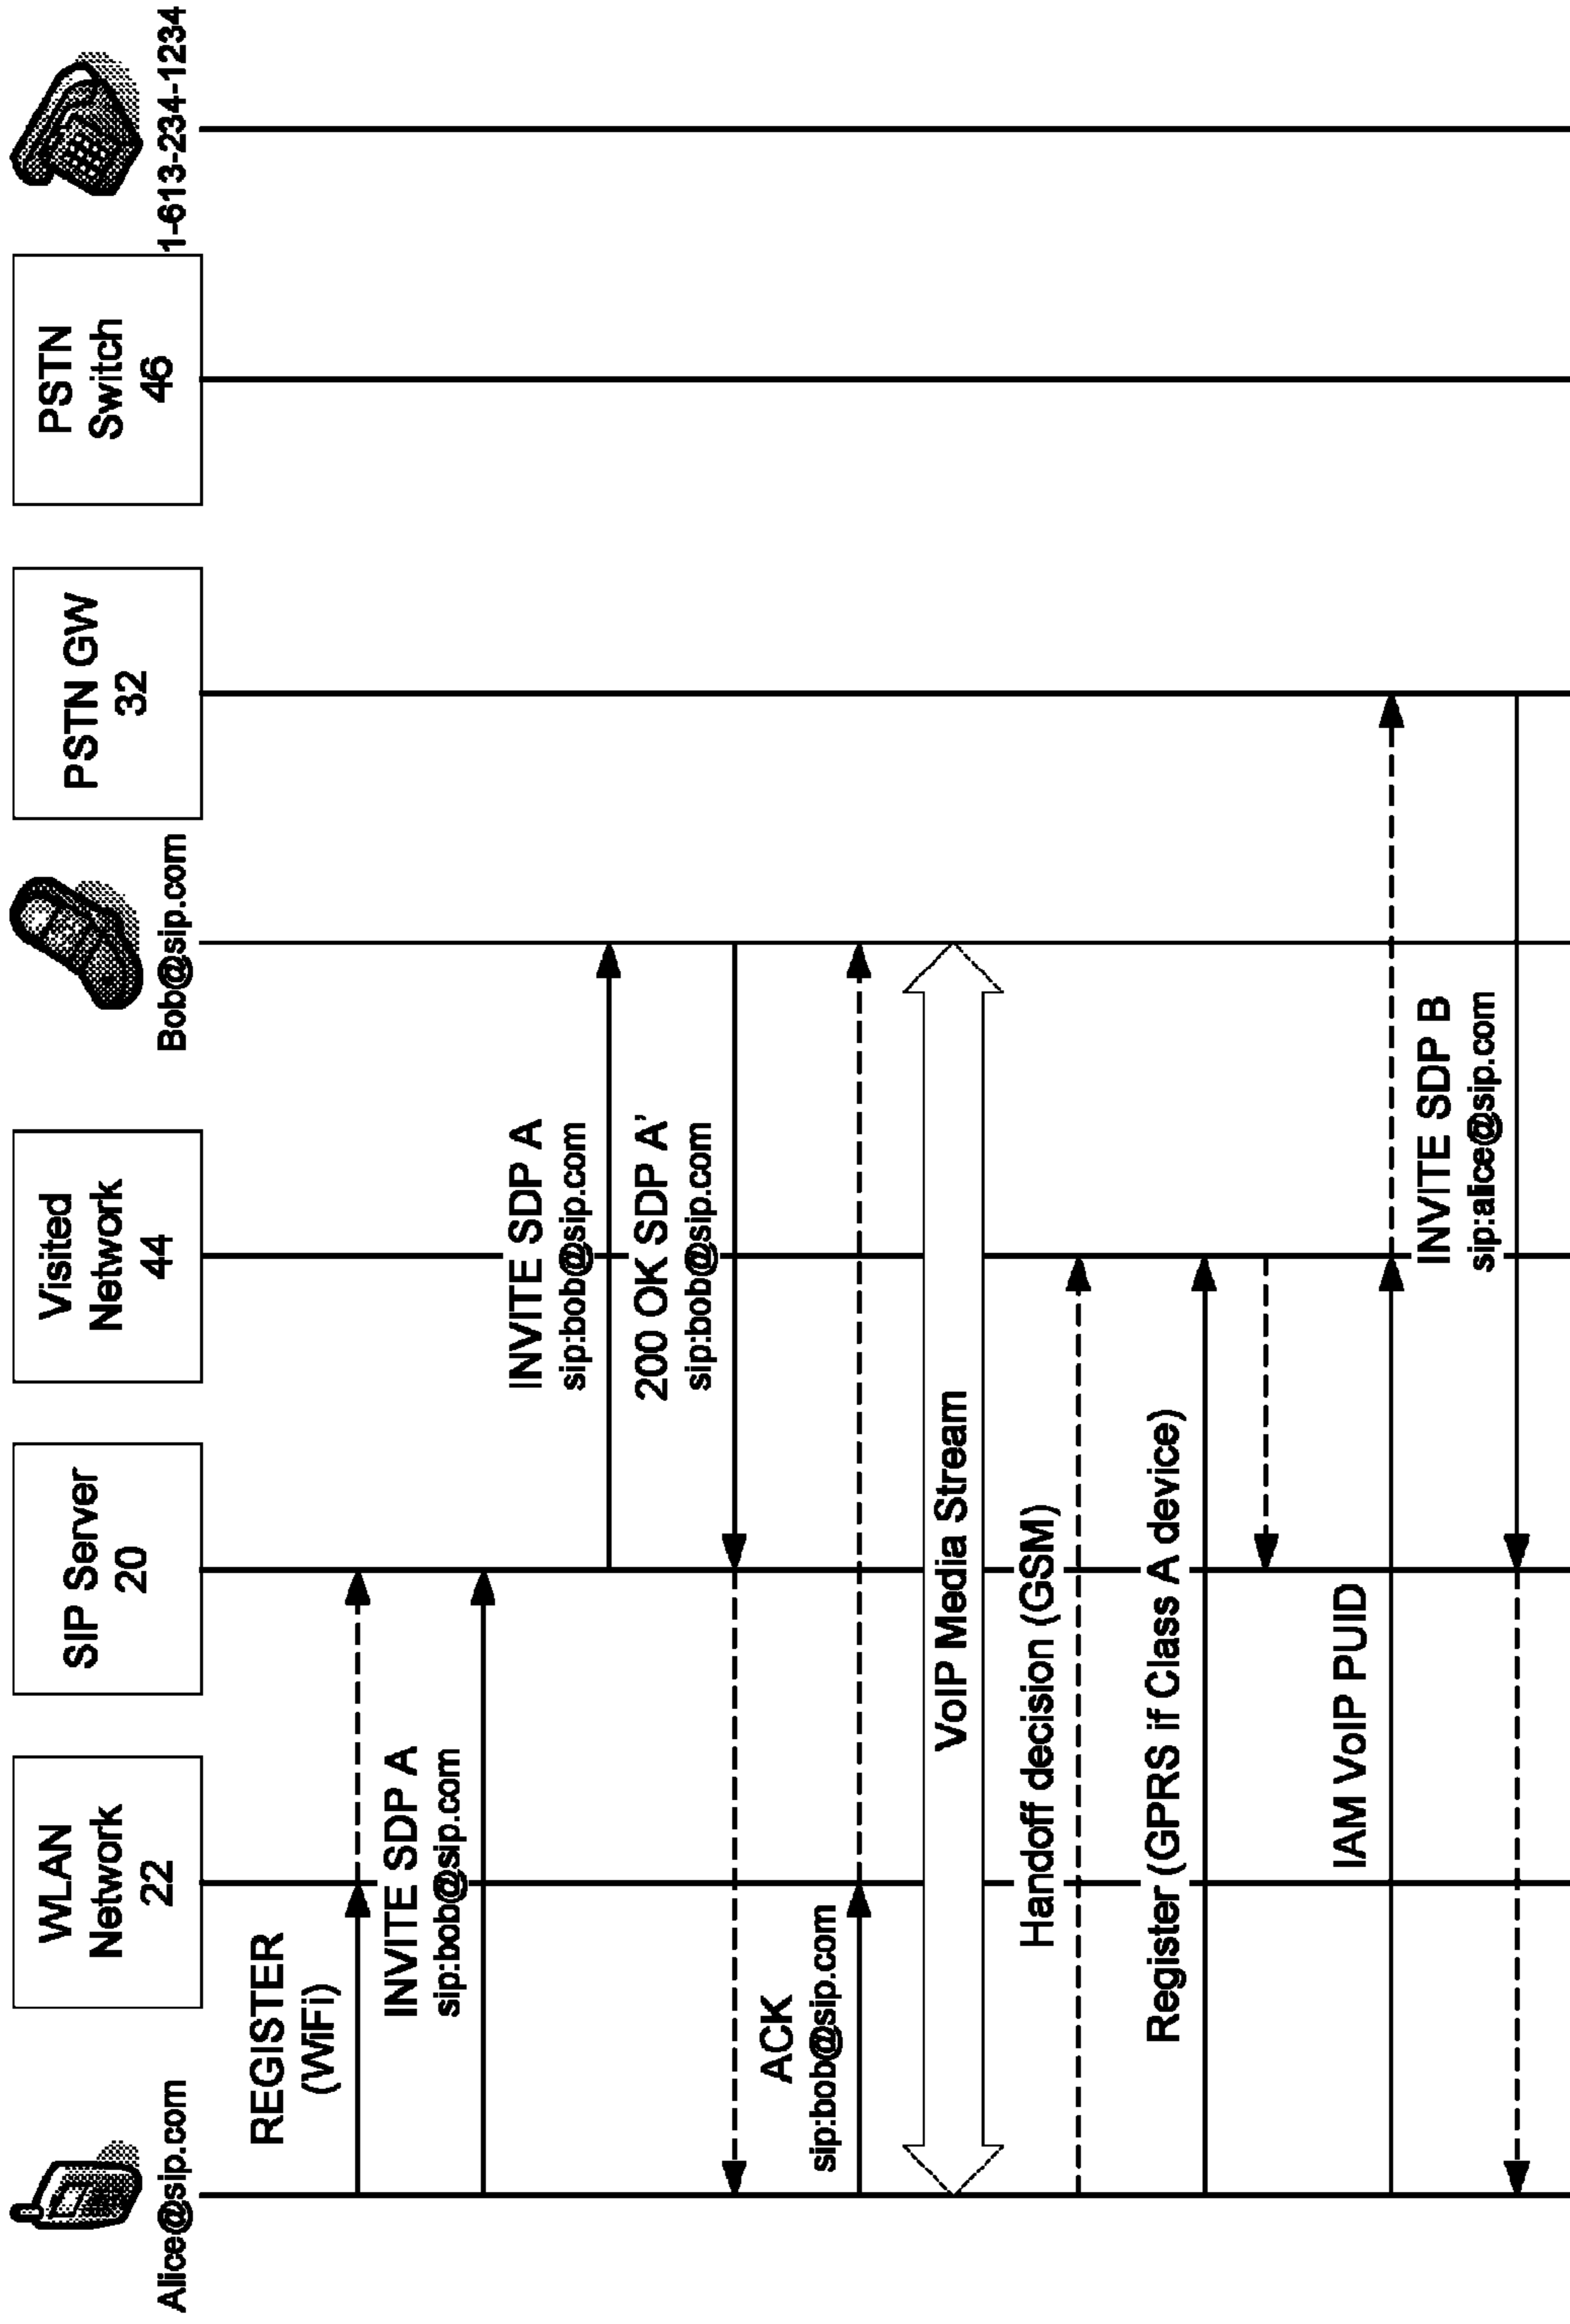 Alice@sip.com
WLAN
Network
22
SIP Server
20
Visited
Network
44
Bob@sip.com
PSTN GW
32
PSTN
Switch
46
1-613-234-1234
REGISTER
(WiFi)
INVITE SDP A
sip:bob@sip.com
INVITE SDP A
sip:bob@sip.com
200 OK SDP A'
sip:bob@sip.com
ACK
sip:bob@sip.com
VoIP Media Stream
Handoff decision (GSM)
Register (GPRS if Class A device)
IAM VoIP PUID
INVITE SDP B
sip:alice@sip.com